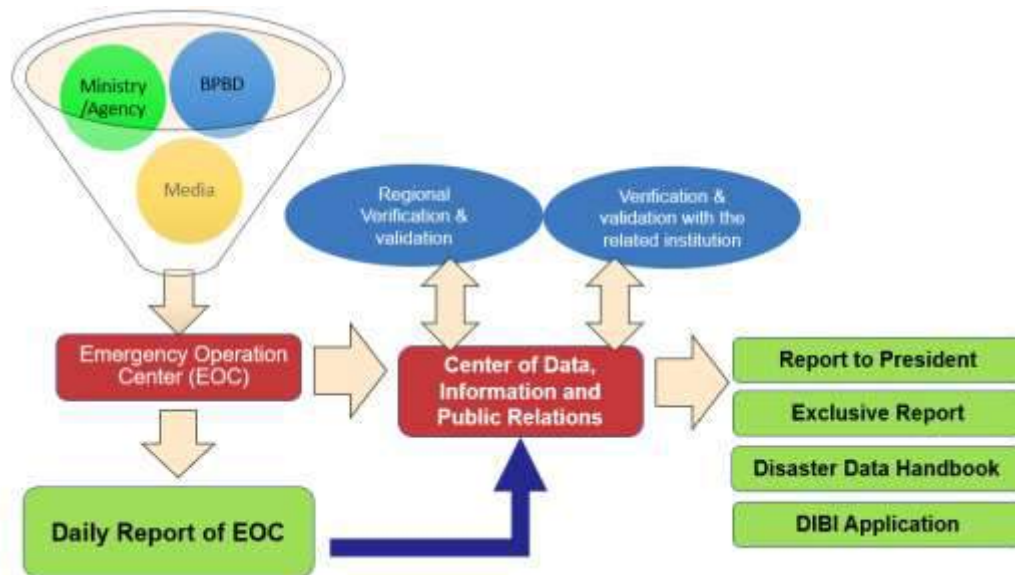 Ministry
/Agency
BPBD
Media
Regional
Verification &
validation
Verification &
validation with the
related institution
Emergency Operation
Center (EOC)
Center of Data,
Information and
Public Relations
Report to President
Exclusive Report
Disaster Data Handbook
DIBI Application
Daily Report of EOC